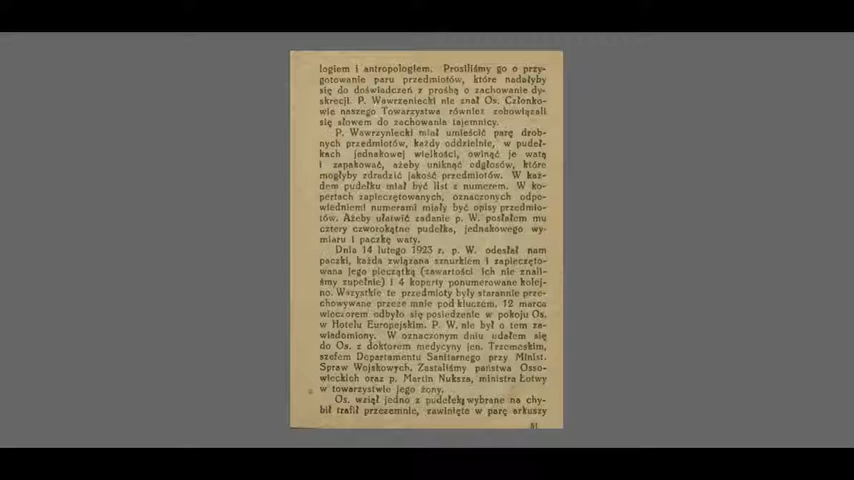 logiem i antropologiem. Prosiliśmy go o przy-
gotowanie paru przedmiotów, które nadałyby
się do doświadczeń z prośbą o zachowanie dy-
skrecji. P. Wawrzeniecki nie znał Os. Członko-
wie naszego Towarzystwa również zobowiązali
się słowem do zachowania tajemnicy.
P. Wawrzyniecki miał umieścić parę drob-
nych przedmiotów, każdy oddzielnie, w pudeł-
kach jednakowej wielkości, owinąć je watą
i zapakować, ażeby uniknąć odgłosów, które
mogłyby zdradzić jakość przedmiotów. W każ-
dem pudełku miał być list z numerem. W ko-
pertach zapieczętowanych, oznaczonych odpo-
wiedniemi numerami miały być opisy przedmio-
tów. Ażeby ułatwić zadanie p. W. posłałem mu
cztery czworokątne pudełka, jednakowego wy-
miaru i paczkę waty.
Dnia 14 lutego 1923 r. p. W. odesłał nam
paczki, każda związana sznurkiem i zapieczęto-
wana jego pieczątką (zawartości ich nie znali-
śmy zupełnie) i 4 koperty ponumerowane kolej-
no. Wszystkie te przedmioty były starannie prze-
chowywane przeze mnie pod kluczem. 12 marca
wieczorem odbyło się posiedzenie w pokoju Os.
w Hotelu Europejskim. P. W. nie był o tem za-
wiadomiony. W oznaczonym dniu udałem się
do Os. z doktorem medycyny jen. Trzemeskim,
szefem Departamentu Sanitarnego przy Minist.
Spraw Wojskowych. Zastaliśmy państwa Osso-
wieckich oraz p. Martin Nuksza, ministra Łotwy
w towarzystwie jego żony.
Os. wziął jedno z pudełek, wybrane na chy-
bił trafił przezemnie, zawinięte w parę arkuszy
51